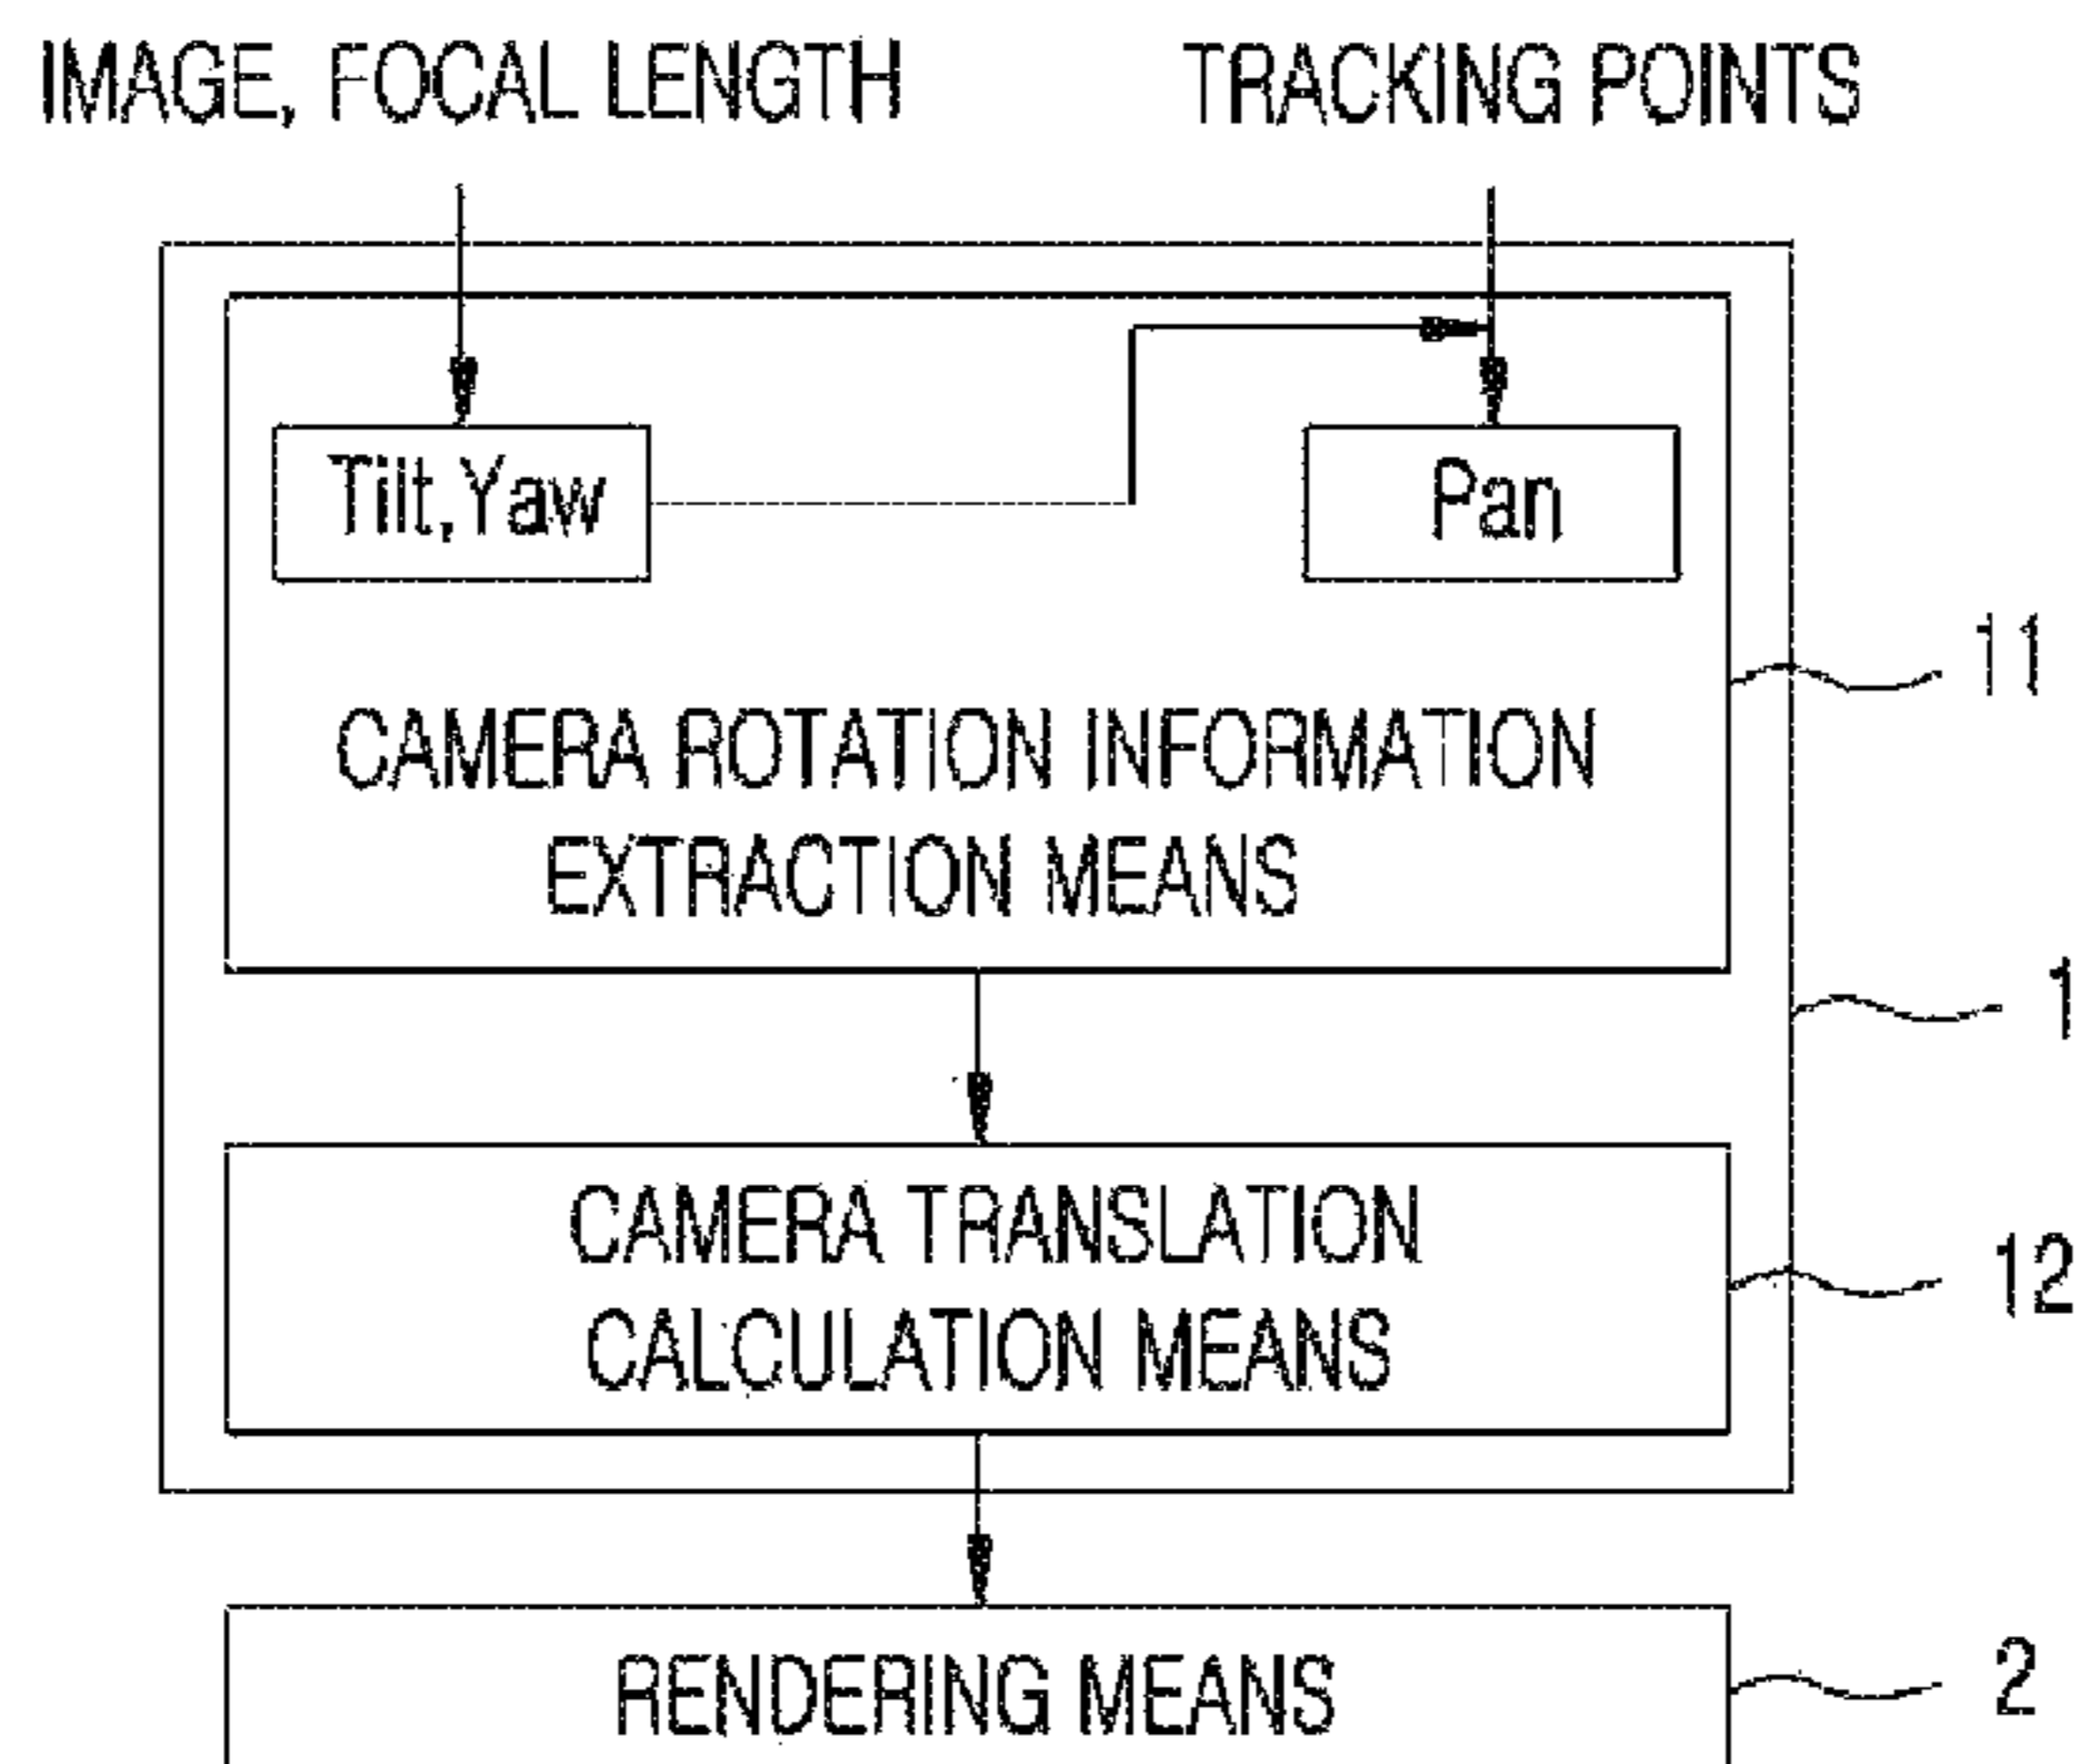 IMAGE, FOCAL LENGTH
TRACKING POINTS
Tilt,Yaw
Pan
11
CAMERA ROTATION INFORMATION
EXTRACTION MEANS
1
CAMERA TRANSLATION
CALCULATION MEANS
12
RENDERING MEANS
2